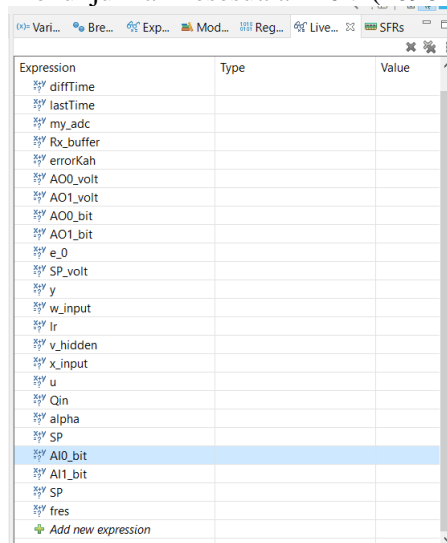 (x)= Vari... Bre... Exp... Mod... 1010 Reg... Live... SFRs
Expression Type Value
diffTime
lastTime
my_adc
Rx_buffer
errorKah
AO0_volt
AO1_volt
AO0_bit
AO1_bit
e_0
SP_volt
y
w_input
lr
v_hidden
x_input
u
Qin
alpha
SP
AI0_bit
AI1_bit
SP
fres
Add new expression